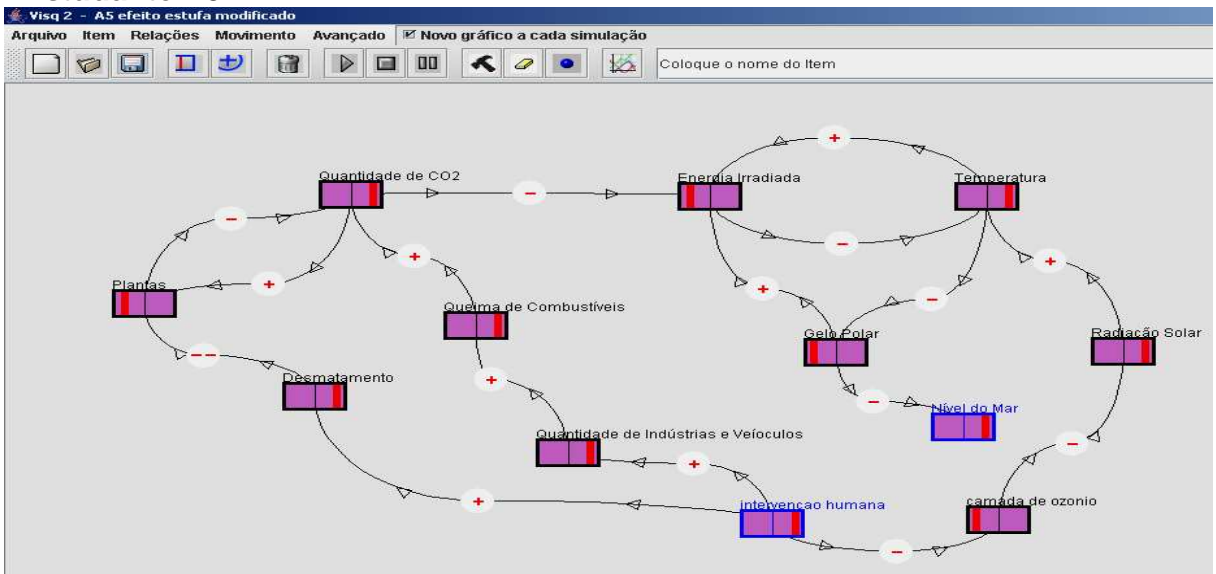 Visq 2 - A5 efeito estufa modificado
Arquivo Item Relações Movimento Avançado Novo gráfico a cada simulação
Coloque o nome do Item
+
Quantidade de CO2
Energia Irradiada
Temperatura
-
-
-
+
+
+
Plantas
+
-
Queima de Combustíveis
Gelo Polar
Radiação Solar
--
Desmatamento
+
-
Nível do Mar
Quantidade de Indústrias e Veíoculos
-
+
+
intervençao humana
camada de ozonio
-